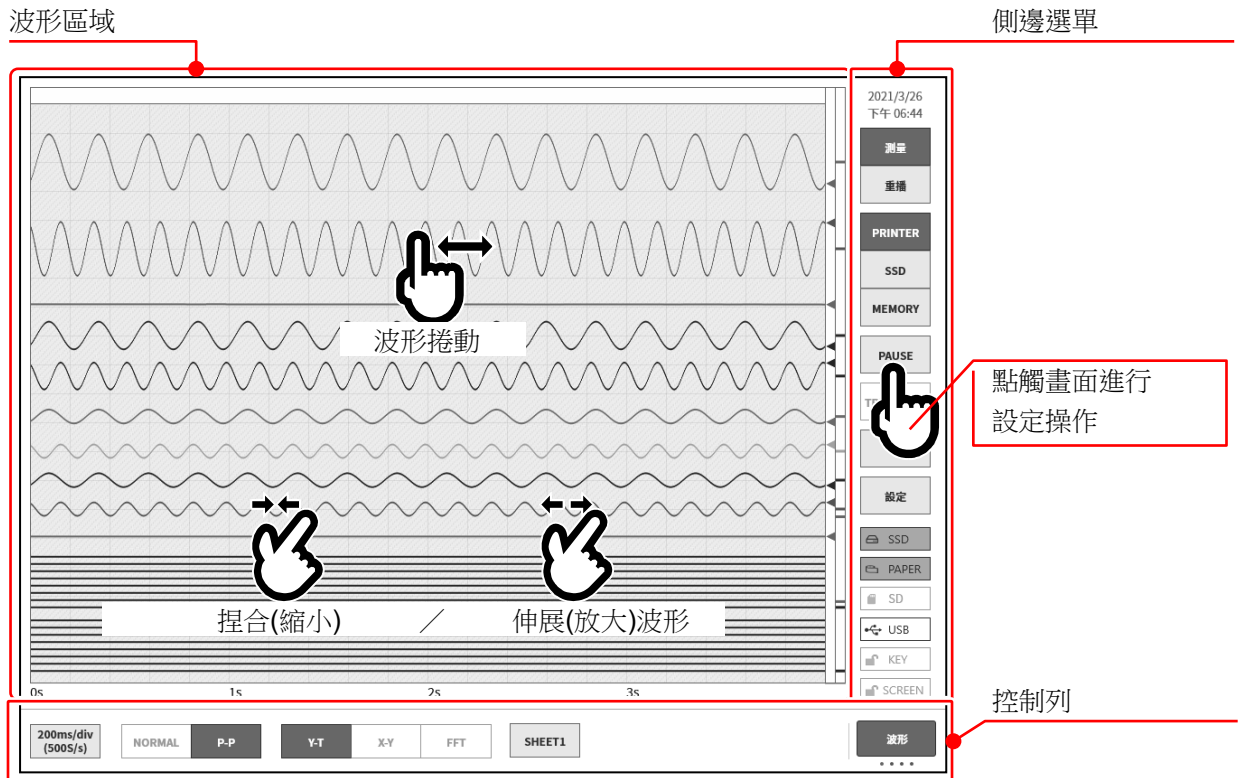 波形區域
側邊選單
2021/3/26
下午 06:44
測量
重播
PRINTER
SSD
MEMORY
波形捲動
PAUSE
點觸畫面進行
設定操作
設定
SSD
PAPER
SD
捏合(縮小) ／ 伸展(放大)波形
USB
KEY
SCREEN
0s 1s 2s 3s
控制列
200ms/div
(500S/s)
NORMAL P-P Y-T X-Y FFT SHEET1 波形